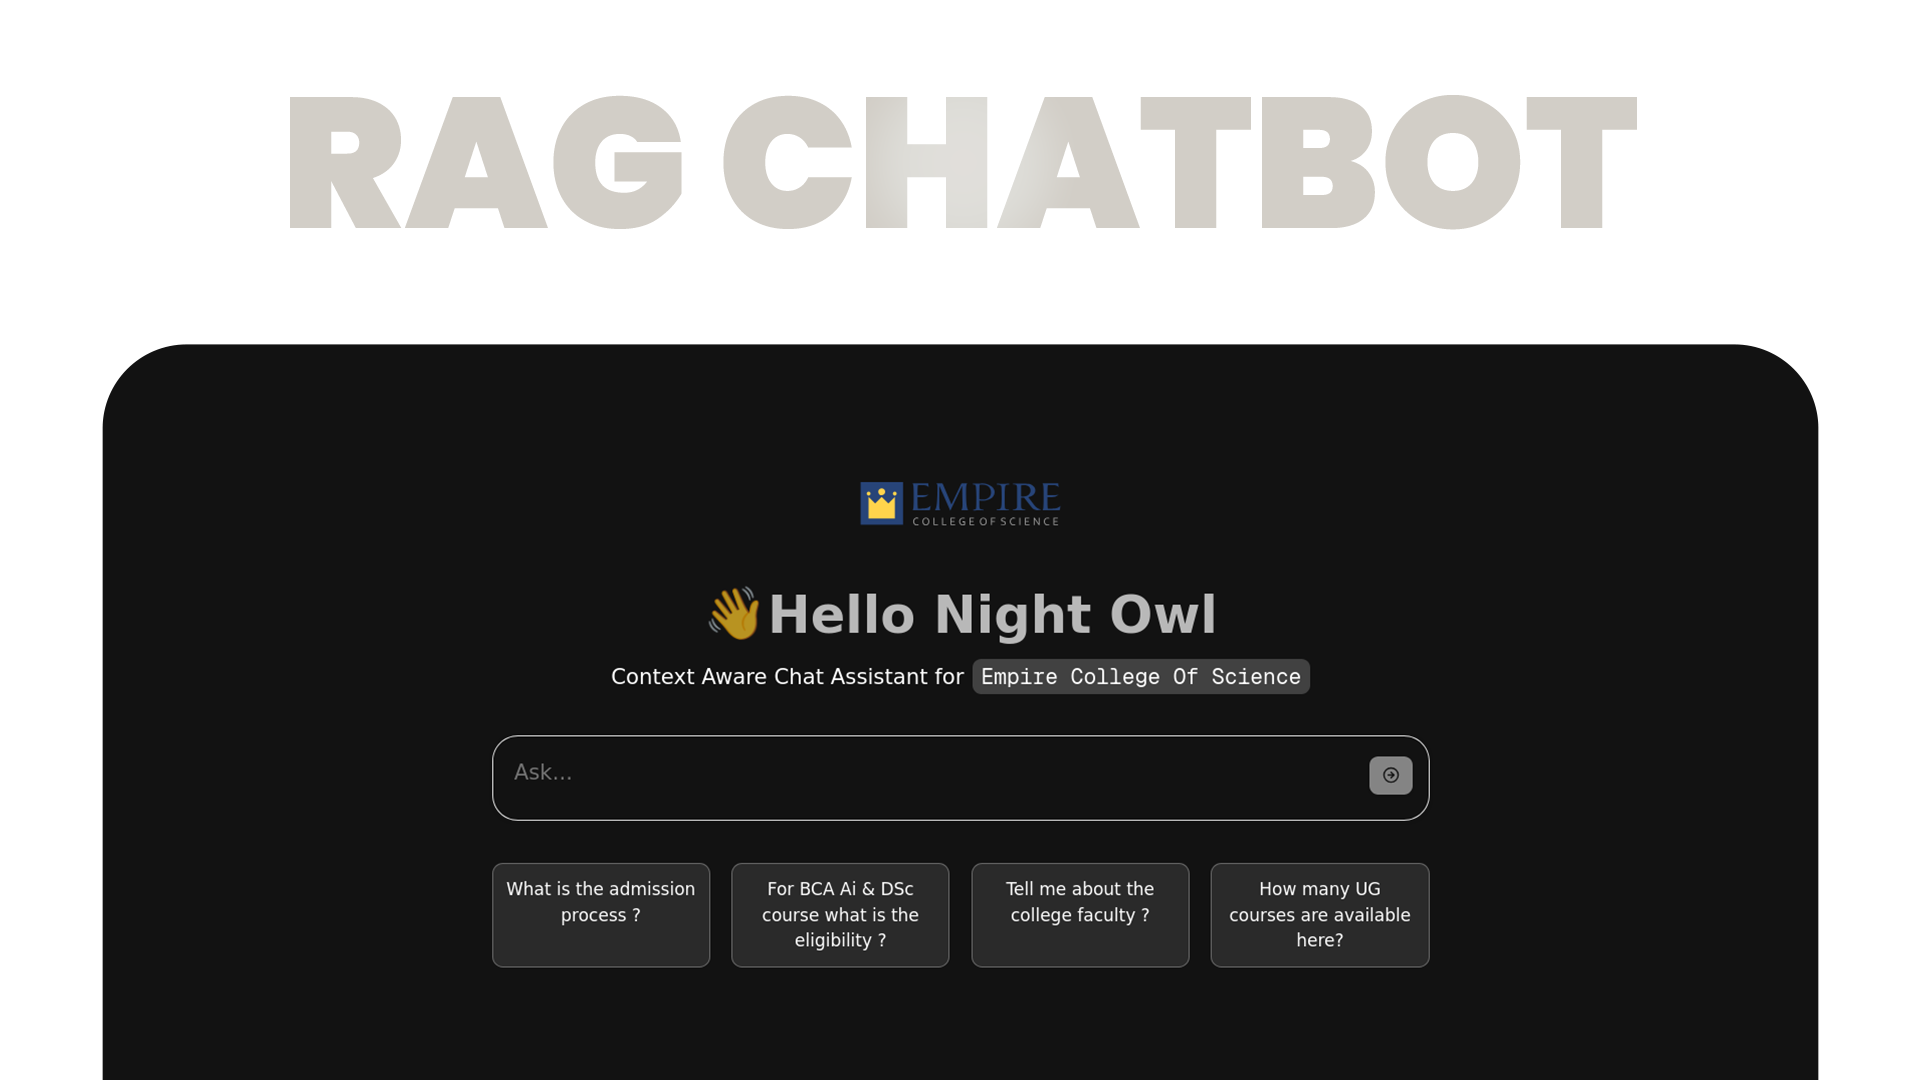 RAG CHATBOT
EMPIRE
COLLEGE OF SCIENCE
👋Hello Night Owl
Context Aware Chat Assistant for Empire College Of Science
Ask...
What is the admission
process ?
For BCA Ai & DSc
course what is the
eligibility ?
Tell me about the
college faculty ?
How many UG
courses are available
here?